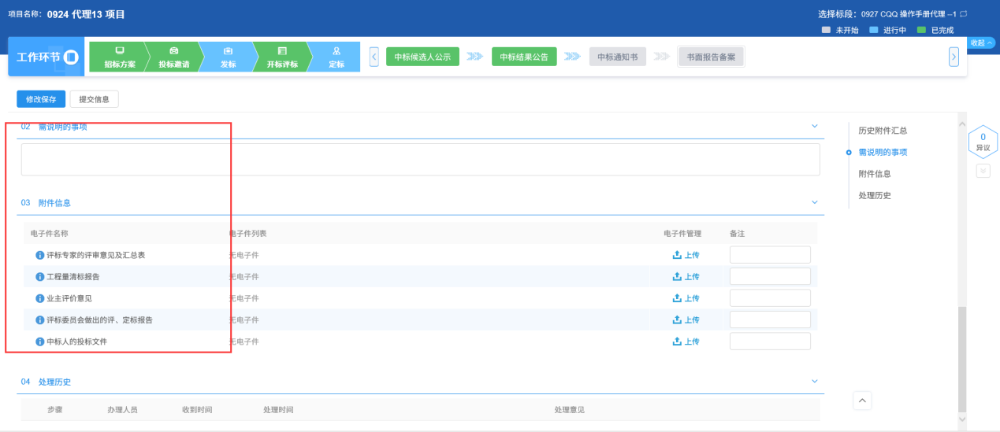 项目名称：0924 代理13 项目
选择标段：0927 CQQ 操作手册代理 --1
未开始 进行中 已完成
收起
工作环节
招标方案 投标邀请 发标 开标评标 定标
中标候选人公示 中标结果公告 中标通知书 书面报告备案
修改保存 提交信息
02 需说明的事项
03 附件信息
电子件名称 电子件列表 电子件管理 备注
评标专家的评审意见及汇总表 无电子件 上传
工程量清标报告 无电子件 上传
业主评价意见 无电子件 上传
评标委员会做出的评、定标报告 无电子件 上传
中标人的投标文件 无电子件 上传
04 处理历史
步骤 办理人员 收到时间 处理时间 处理意见
历史附件汇总
需说明的事项
附件信息
处理历史
0
异议